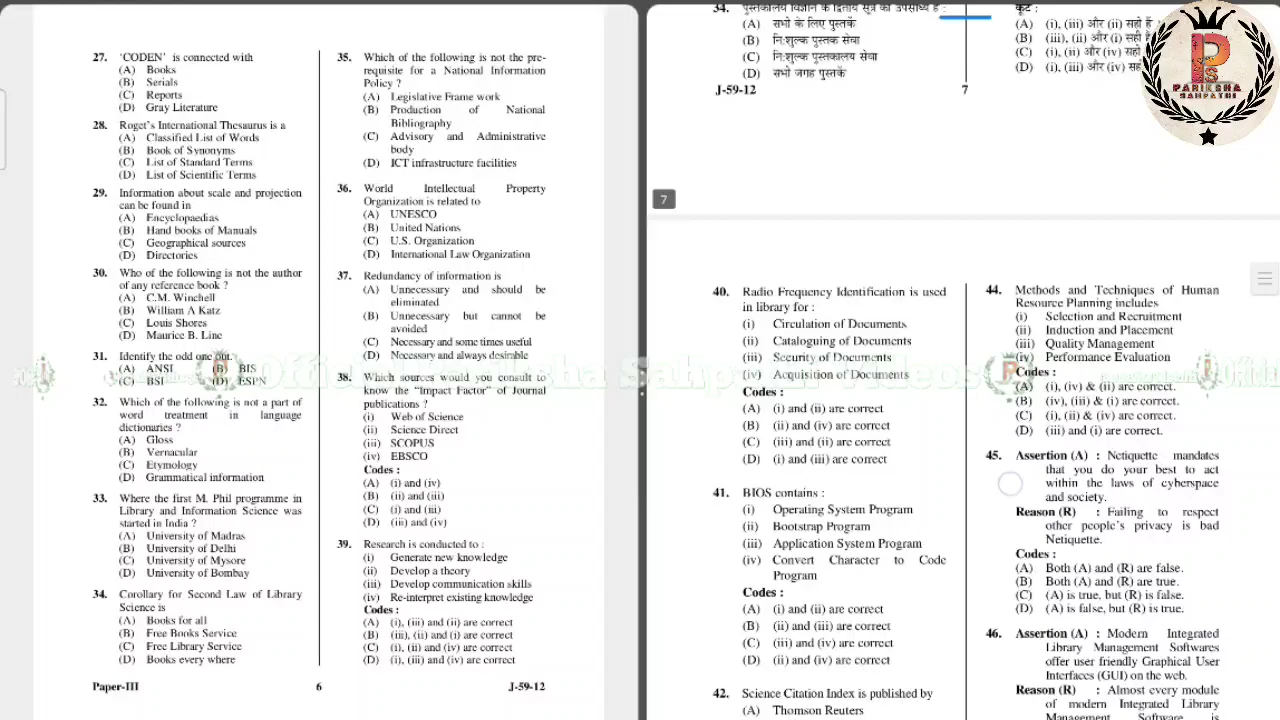 27. 'CODEN' is connected with
(A) Books
(B) Serials
(C) Reports
(D) Gray Literature
28. Roget's International Thesaurus is a
(A) Classified List of Words
(B) Book of Synonyms
(C) List of Standard Terms
(D) List of Scientific Terms
29. Information about scale and projection
can be found in
(A) Encyclopaedias
(B) Hand books of Manuals
(C) Geographical sources
(D) Directories
30. Who of the following is not the author
of any reference book ?
(A) C.M. Winchell
(B) William A Katz
(C) Louis Shores
(D) Maurice B. Line
31. Identify the odd one out.
(A) ANSI (B) BIS
(C) BSI (D) ESPN
32. Which of the following is not a part of
word treatment in language
dictionaries ?
(A) Gloss
(B) Vernacular
(C) Etymology
(D) Grammatical information
33. Where the first M. Phil programme in
Library and Information Science was
started in India ?
(A) University of Madras
(B) University of Delhi
(C) University of Mysore
(D) University of Bombay
34. Corollary for Second Law of Library
Science is
(A) Books for all
(B) Free Books Service
(C) Free Library Service
(D) Books every where
35. Which of the following is not the pre-
requisite for a National Information
Policy ?
(A) Legislative Frame work
(B) Production of National
Bibliography
(C) Advisory and Administrative
body
(D) ICT infrastructure facilities
36. World Intellectual Property
Organization is related to
(A) UNESCO
(B) United Nations
(C) U.S. Organization
(D) International Law Organization
37. Redundancy of information is
(A) Unnecessary and should be
eliminated
(B) Unnecessary but cannot be
avoided
(C) Necessary and some times useful
(D) Necessary and always desirable
38. Which sources would you consult to
know the "Impact Factor" of Journal
publications ?
(i) Web of Science
(ii) Science Direct
(iii) SCOPUS
(iv) EBSCO
Codes :
(A) (i) and (iv)
(B) (ii) and (iii)
(C) (i) and (iii)
(D) (iii) and (iv)
39. Research is conducted to :
(i) Generate new knowledge
(ii) Develop a theory
(iii) Develop communication skills
(iv) Re-interpret existing knowledge
Codes :
(A) (i), (iii) and (ii) are correct
(B) (iii), (ii) and (i) are correct
(C) (i), (ii) and (iv) are correct
(D) (i), (iii) and (iv) are correct
Paper-III 6 J-59-12
34. पुस्तकालय विज्ञान के द्वितीय सूत्र का उपसाध्य है :
(A) सभी के लिए पुस्तकें
(B) नि:शुल्क पुस्तक सेवा
(C) नि:शुल्क पुस्तकालय सेवा
(D) सभी जगह पुस्तकें
कूट :
(A) (i), (iii) और (ii) सही हैं
(B) (iii), (ii) और (i) सही हैं
(C) (i), (ii) और (iv) सही
(D) (i), (iii) और (iv) सही
J-59-12 7
PARIKSHA
SAHPATHI
7
40. Radio Frequency Identification is used
in library for :
(i) Circulation of Documents
(ii) Cataloguing of Documents
(iii) Security of Documents
(iv) Acquisition of Documents
Codes :
(A) (i) and (ii) are correct
(B) (ii) and (iv) are correct
(C) (iii) and (ii) are correct
(D) (i) and (iii) are correct
41. BIOS contains :
(i) Operating System Program
(ii) Bootstrap Program
(iii) Application System Program
(iv) Convert Character to Code
Program
Codes :
(A) (i) and (ii) are correct
(B) (ii) and (iii) are correct
(C) (iii) and (iv) are correct
(D) (ii) and (iv) are correct
42. Science Citation Index is published by
(A) Thomson Reuters
44. Methods and Techniques of Human
Resource Planning includes
(i) Selection and Recruitment
(ii) Induction and Placement
(iii) Quality Management
(iv) Performance Evaluation
Codes :
(A) (i), (iv) & (ii) are correct.
(B) (iv), (iii) & (i) are correct.
(C) (i), (ii) & (iv) are correct.
(D) (iii) and (i) are correct.
45. Assertion (A) : Netiquette mandates
that you do your best to act
within the laws of cyberspace
and society.
Reason (R) : Failing to respect
other people's privacy is bad
Netiquette.
Codes :
(A) Both (A) and (R) are false.
(B) Both (A) and (R) are true.
(C) (A) is true, but (R) is false.
(D) (A) is false, but (R) is true.
46. Assertion (A) : Modern Integrated
Library Management Softwares
offer user friendly Graphical User
Interfaces (GUI) on the web.
Reason (R) : Almost every module
of modern Integrated Library
Management Software is
Official Pariksha Sahpathi Videos
Official